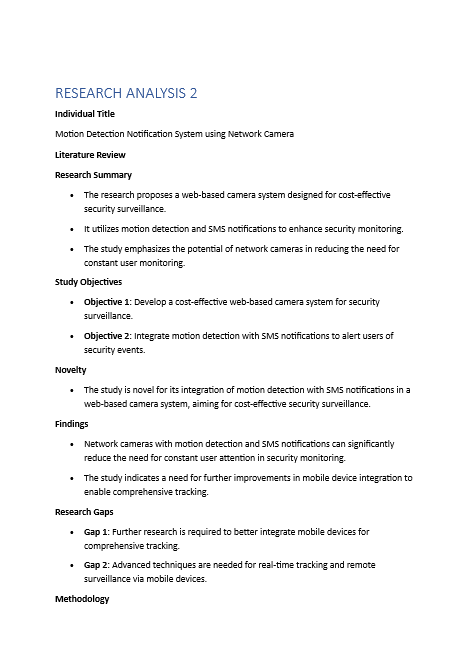 RESEARCH ANALYSIS 2
Individual Title
Motion Detection Notification System using Network Camera
Literature Review
Research Summary
• The research proposes a web-based camera system designed for cost-effective
security surveillance.
• It utilizes motion detection and SMS notifications to enhance security monitoring.
• The study emphasizes the potential of network cameras in reducing the need for
constant user monitoring.
Study Objectives
• Objective 1: Develop a cost-effective web-based camera system for security
surveillance.
• Objective 2: Integrate motion detection with SMS notifications to alert users of
security events.
Novelty
• The study is novel for its integration of motion detection with SMS notifications in a
web-based camera system, aiming for cost-effective security surveillance.
Findings
• Network cameras with motion detection and SMS notifications can significantly
reduce the need for constant user attention in security monitoring.
• The study indicates a need for further improvements in mobile device integration to
enable comprehensive tracking.
Research Gaps
• Gap 1: Further research is required to better integrate mobile devices for
comprehensive tracking.
• Gap 2: Advanced techniques are needed for real-time tracking and remote
surveillance via mobile devices.
Methodology